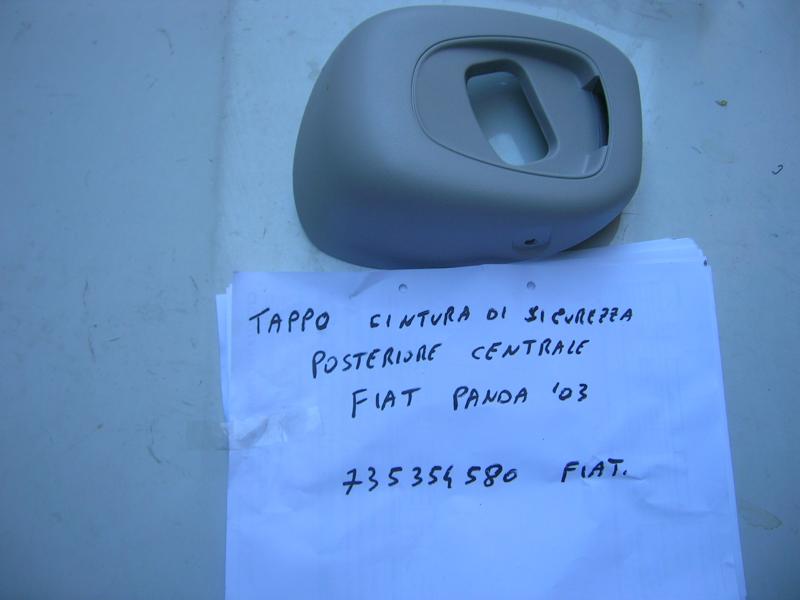 TAPPO CINTURA DI SICUREZZA
POSTERIORE CENTRALE
FIAT PANDA '03
735354580 FIAT.